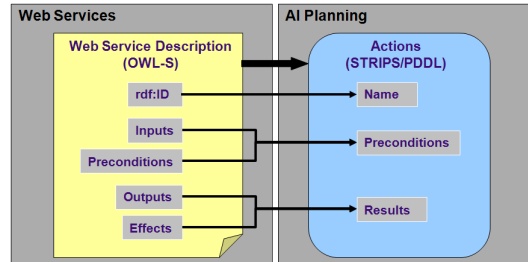 Web Services
Web Service Description
(OWL-S)
rdf:ID
Inputs
Preconditions
Outputs
Effects
AI Planning
Actions
(STRIPS/PDDL)
Name
Preconditions
Results